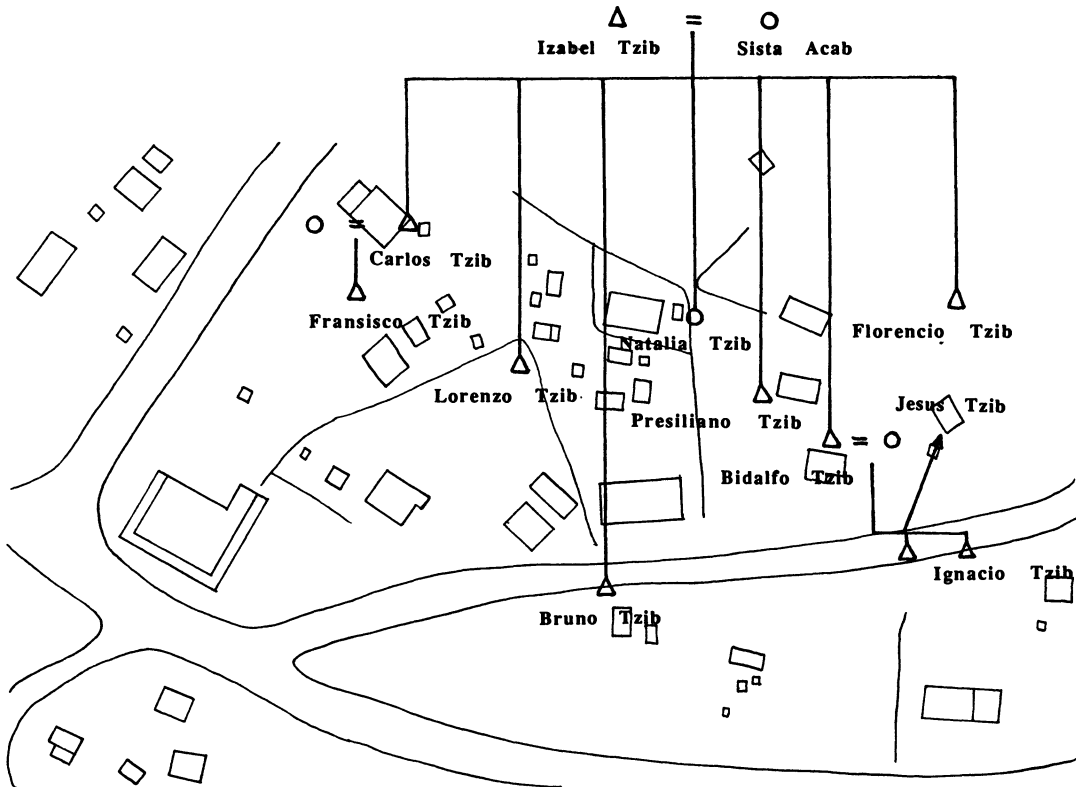 Izabel Tzib
Sista Acab
Carlos Tzib
Fransisco Tzib
Natalia Tzib
Florencio Tzib
Lorenzo Tzib
Presiliano Tzib
Jesus Tzib
Bidalfo Tzib
Ignacio Tzib
Bruno Tzib